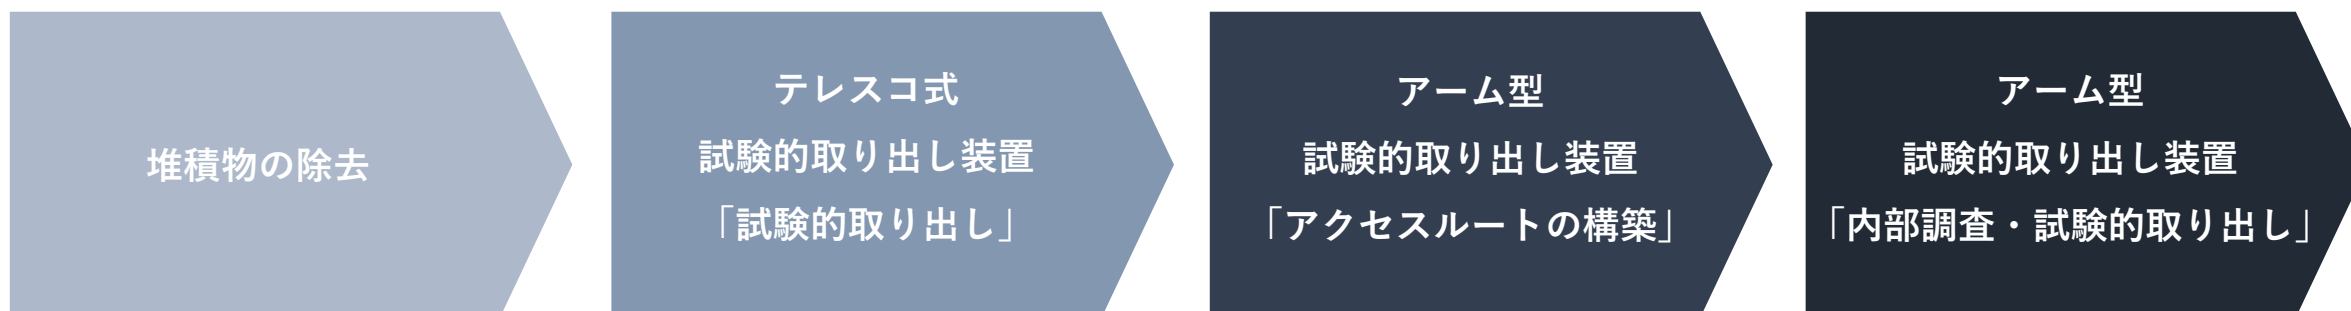 堆積物の除去
テレスコ式
試験的取り出し装置
「試験的取り出し」
アーム型
試験的取り出し装置
「アクセスルートの構築」
アーム型
試験的取り出し装置
「内部調査・試験的取り出し」